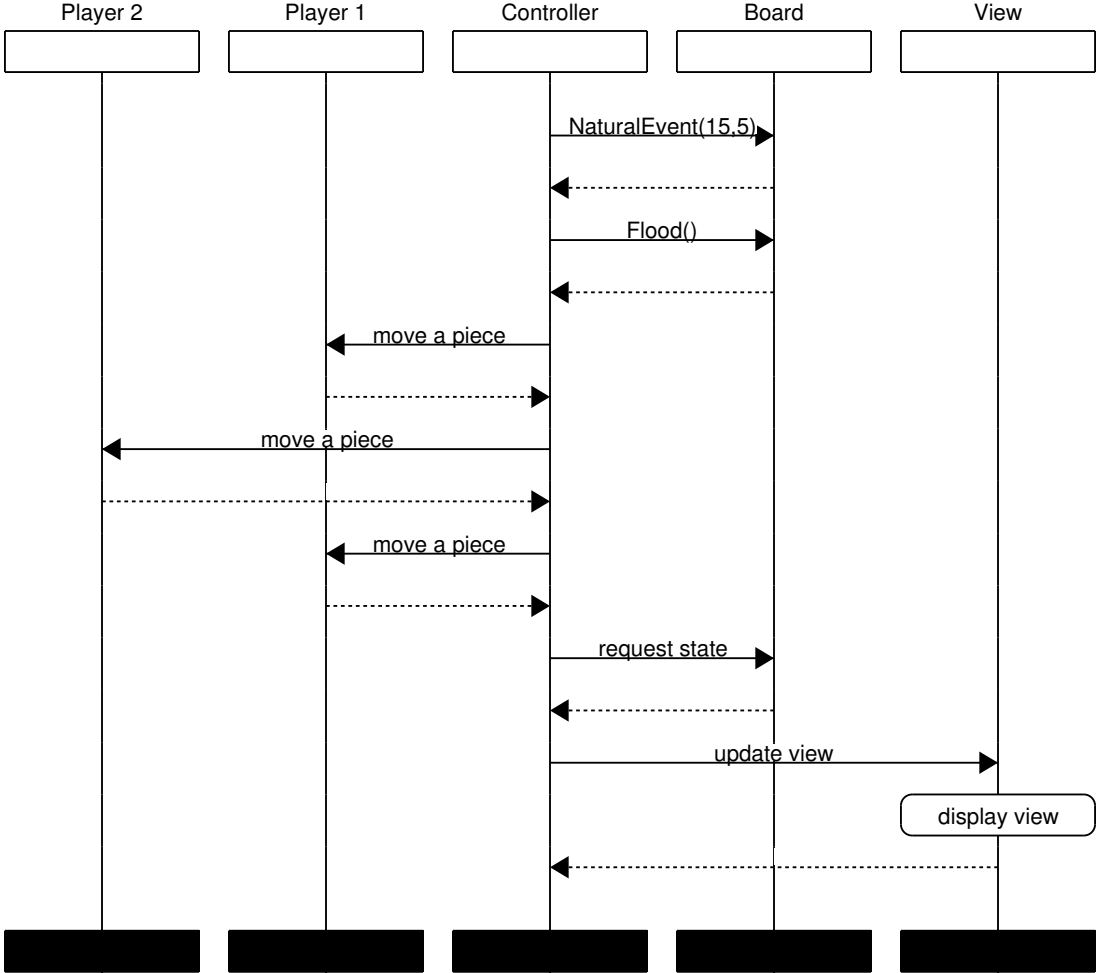 Player 2
Player 1
Controller
Board
View
NaturalEvent(15,5)
Flood()
move a piece
move a piece
move a piece
request state
update view
display view